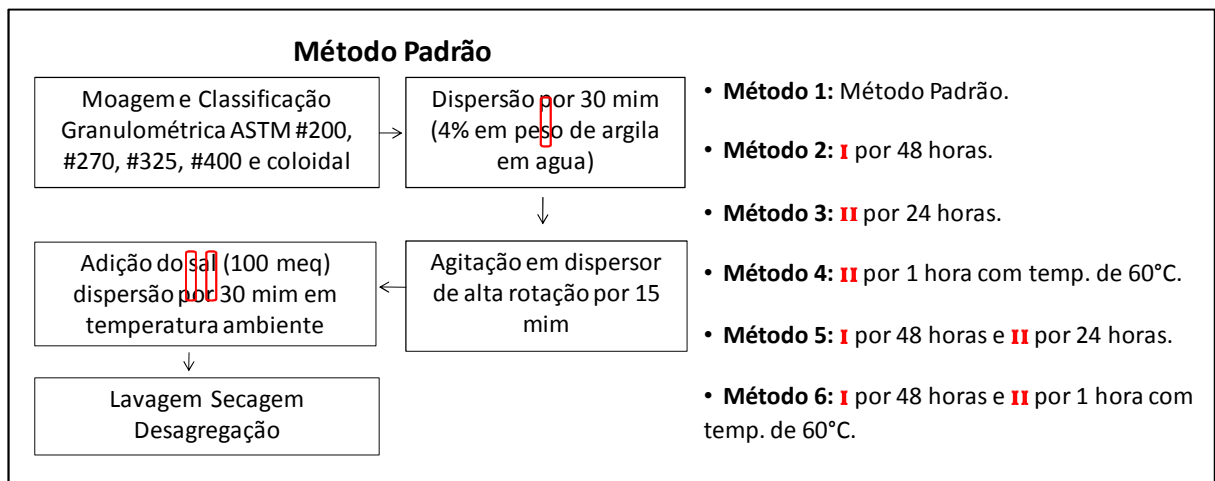 Método Padrão
Moagem e Classificação
Granulométrica ASTM #200,
#270, #325, #400 e coloidal
Dispersão por 30 mim
(4% em peso de argila
em agua)
Agitação em dispersor
de alta rotação por 15
mim
Adição do sal (100 meq)
dispersão por 30 mim em
temperatura ambiente
Lavagem Secagem
Desagregação
• Método 1: Método Padrão.
• Método 2: I por 48 horas.
• Método 3: II por 24 horas.
• Método 4: II por 1 hora com temp. de 60°C.
• Método 5: I por 48 horas e II por 24 horas.
• Método 6: I por 48 horas e II por 1 hora com
temp. de 60°C.